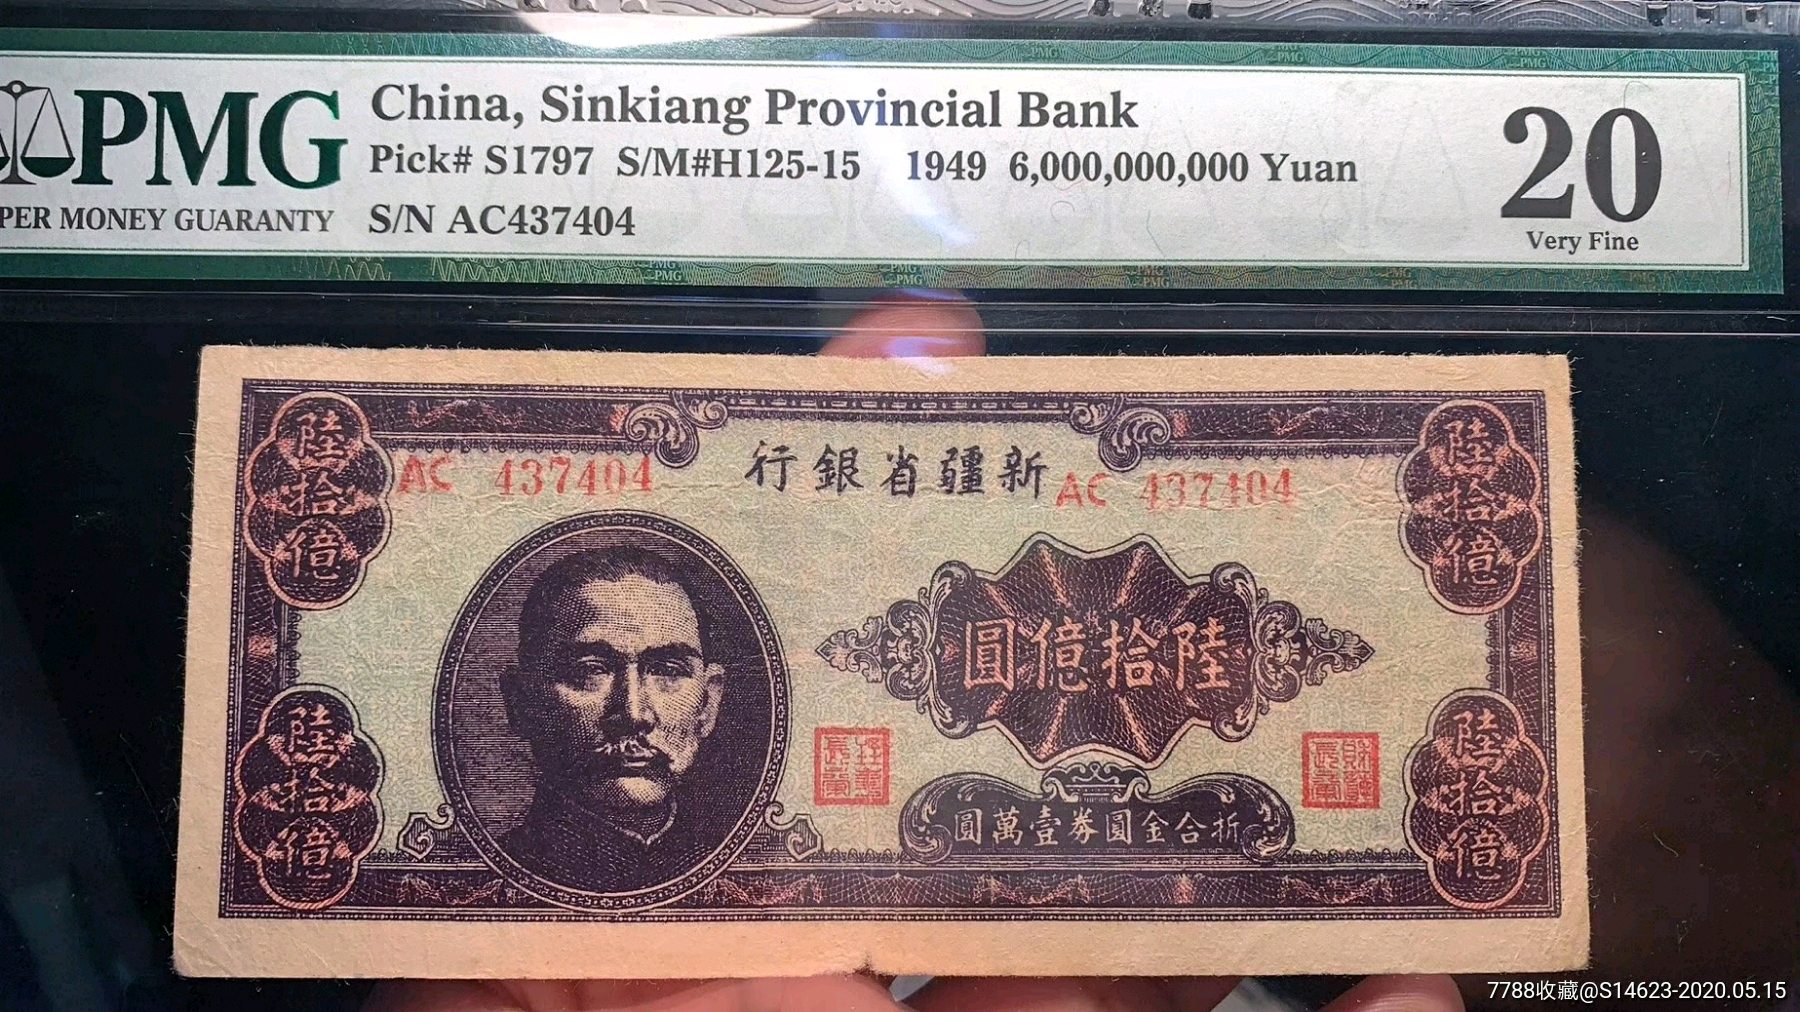 PMG
PER MONEY GUARANTY
China, Sinkiang Provincial Bank
Pick# S1797 S/M#H125-15 1949 6,000,000,000 Yuan
S/N AC437404
20
Very Fine
行銀省疆新
AC 437404
AC 437404
陸拾億
陸拾億
圓億拾陸
圓萬壹券圓金合折
陸拾億
陸拾億
7788收藏@S14623-2020.05.15